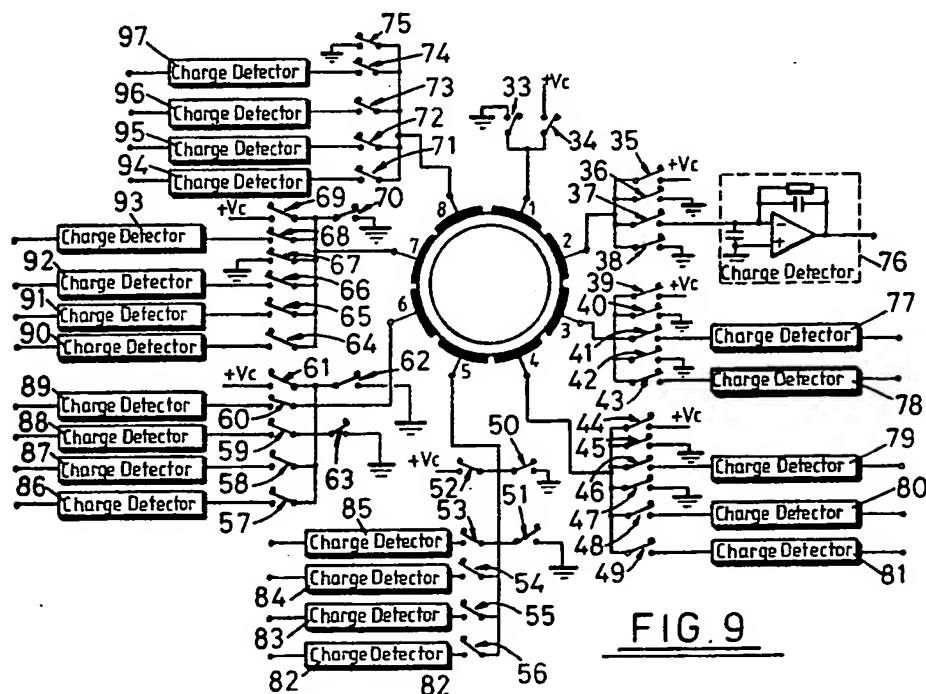 75
97
74
Charge Detector
96
73
33
+Vc
Charge Detector
95
72
34
35
Charge Detector
36
+Vc
94
71
37
Charge Detector
69
70
8
1
93
+Vc
68
7
2
38
Charge Detector
76
Charge Detector
67
92
66
39
Charge Detector
6
3
40
+Vc
77
91
65
41
Charge Detector
90
64
42
Charge Detector
5
4
43
Charge Detector
78
61
62
89
+Vc
60
44
+Vc
Charge Detector
50
45
79
88
59
63
+Vc
46
Charge Detector
Charge Detector
52
51
47
80
87
58
48
Charge Detector
Charge Detector
85
53
86
57
49
Charge Detector
Charge Detector
Charge Detector
81
54
84
Charge Detector
55
83
Charge Detector
56
82
Charge Detector
82
FIG.9